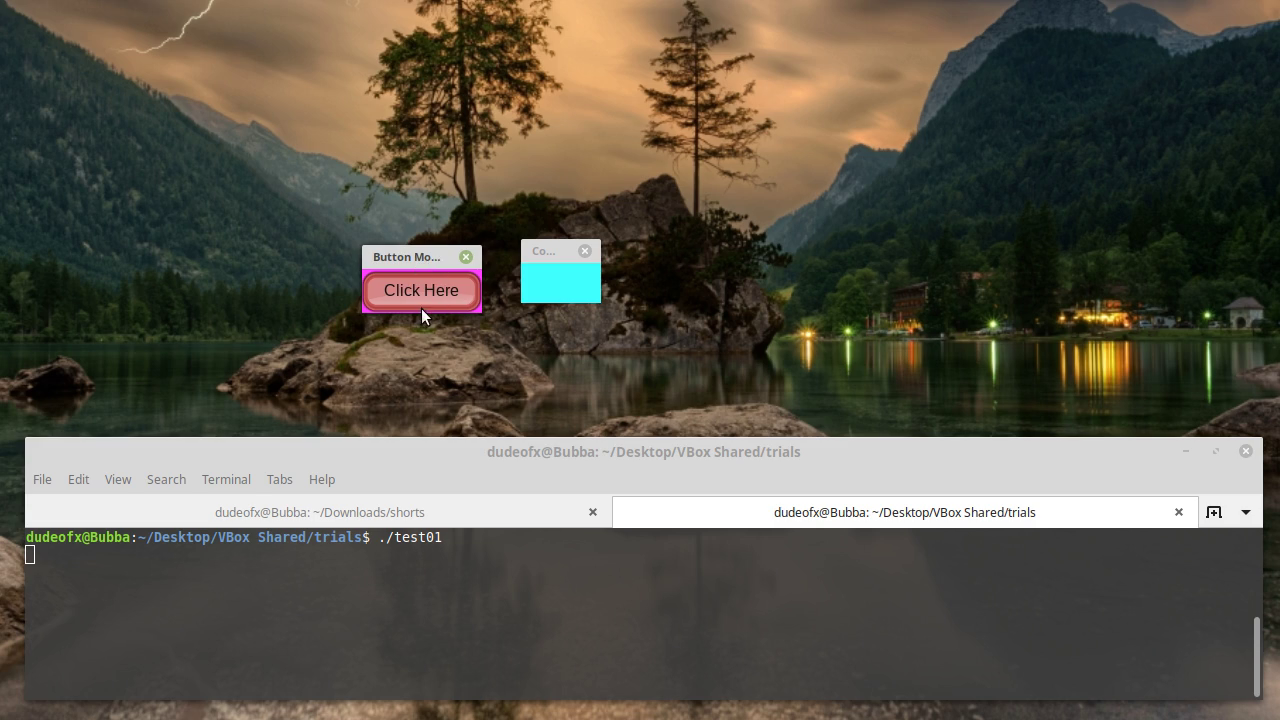 Button Mo...
Co...
Click Here
dudeofx@Bubba: ~/Desktop/VBox Shared/trials
File Edit View Search Terminal Tabs Help
dudeofx@Bubba: ~/Downloads/shorts
dudeofx@Bubba: ~/Desktop/VBox Shared/trials
dudeofx@Bubba:~/Desktop/VBox Shared/trials$ ./test01